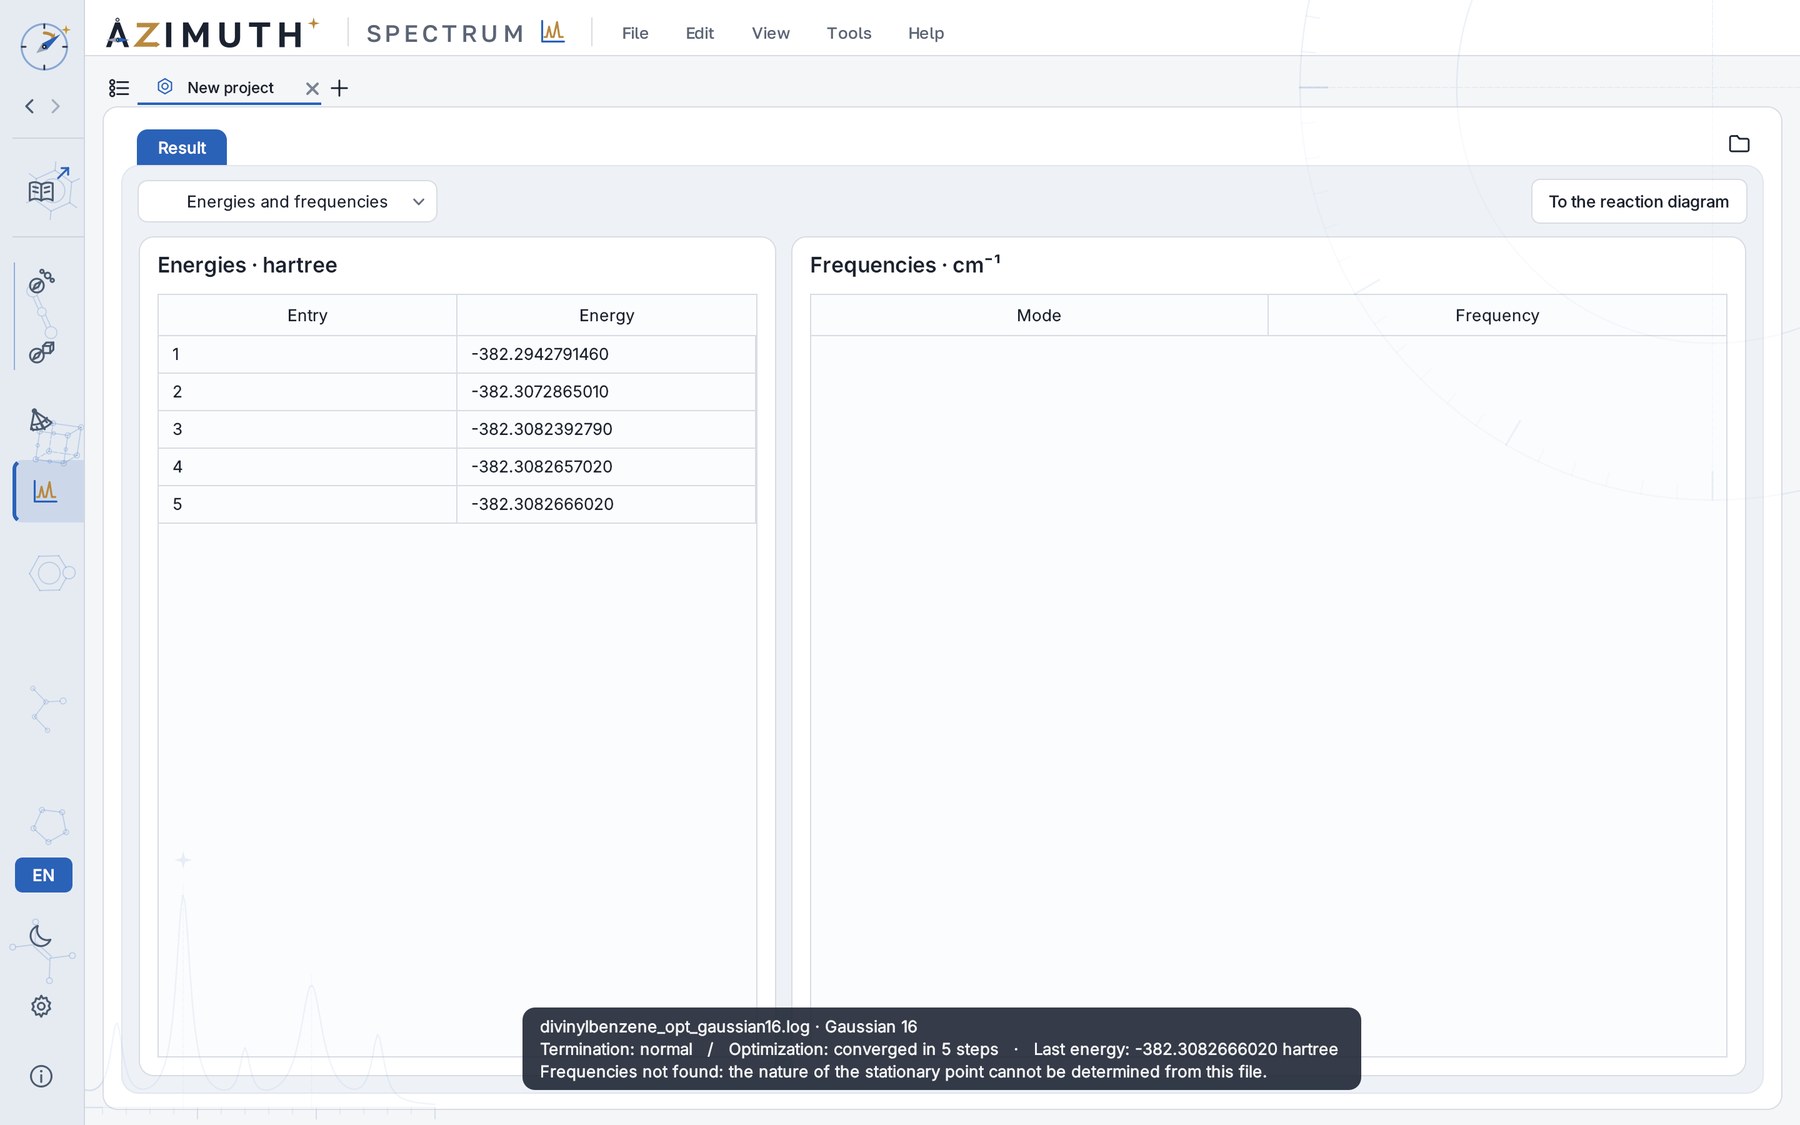 AZIMUTH SPECTRUM File Edit View Tools Help
New project
Result
Energies and frequencies
To the reaction diagram
Energies · hartree
Entry Energy
1 -382.2942791460
2 -382.3072865010
3 -382.3082392790
4 -382.3082657020
5 -382.3082666020
Frequencies · cm⁻¹
Mode Frequency
EN
divinylbenzene_opt_gaussian16.log · Gaussian 16
Termination: normal / Optimization: converged in 5 steps · Last energy: -382.3082666020 hartree
Frequencies not found: the nature of the stationary point cannot be determined from this file.